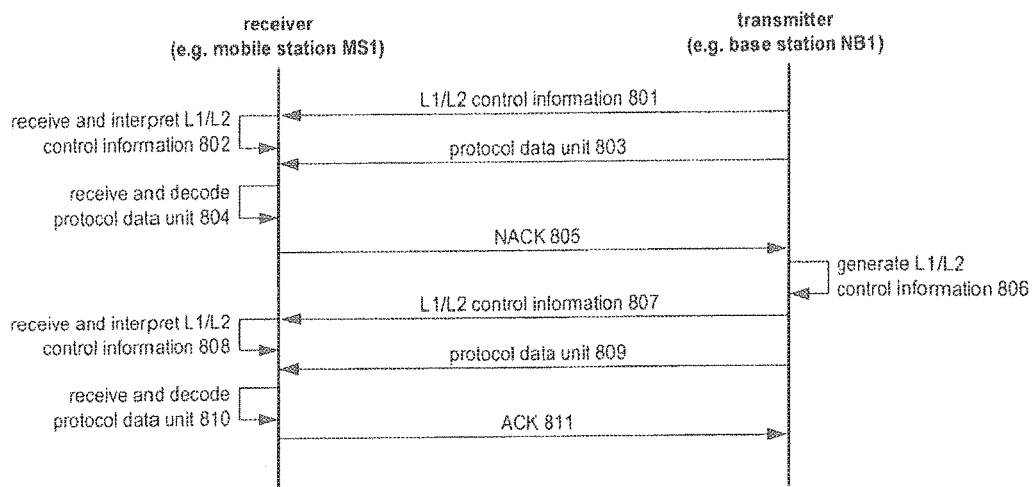 receiver
(e.g. mobile station MS1)
transmitter
(e.g. base station NB1)
L1/L2 control information 801
receive and interpret L1/L2
control information 802
protocol data unit 803
receive and decode
protocol data unit 804
NACK 805
generate L1/L2
control information 806
L1/L2 control information 807
receive and interpret L1/L2
control information 808
protocol data unit 809
receive and decode
protocol data unit 810
ACK 811